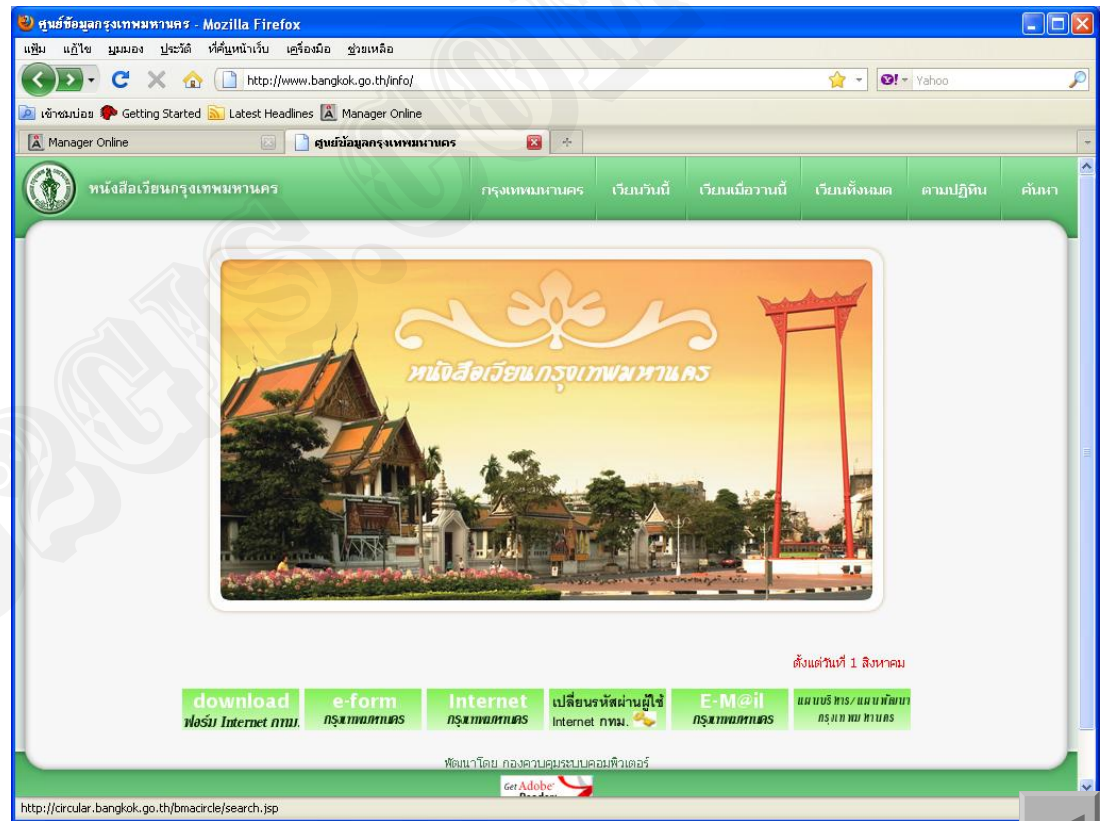 ศูนย์ข้อมูลกรุงเทพมหานคร - Mozilla Firefox
แฟ้ม แก้ไข มุมมอง ประวัติ ที่คั่นหน้าเว็บ เครื่องมือ ช่วยเหลือ
http://www.bangkok.go.th/info/ Yahoo
เข้าชมบ่อย Getting Started Latest Headlines Manager Online
Manager Online ศูนย์ข้อมูลกรุงเทพมหานคร
หนังสือเวียนกรุงเทพมหานคร กรุงเทพมหานคร เวียนวันนี้ เวียนเมื่อวานนี้ เวียนทั้งหมด ตามปฏิทิน ค้นหา
หนังสือเวียนกรุงเทพมหานคร
ตั้งแต่วันที่ 1 สิงหาคม
download e-form Internet เปลี่ยนรหัสผ่านผู้ใช้ E-M@il แผนบริหาร/แผนพัฒนา
ฟอร์ม Internet กทม. กรุงเทพมหานคร กรุงเทพมหานคร Internet กทม. กรุงเทพมหานคร กรุงเทพมหานคร
พัฒนาโดย กองควบคุมระบบคอมพิวเตอร์
Get Adobe
http://circular.bangkok.go.th/bmacircle/search.jsp